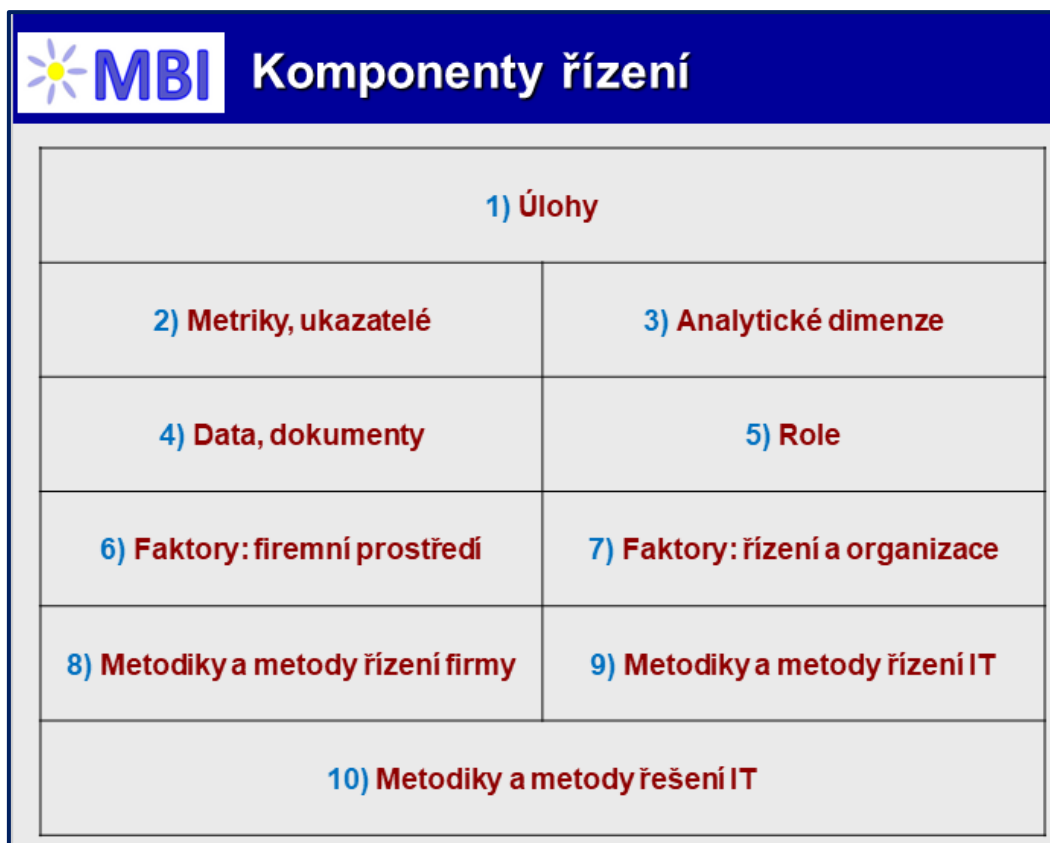 MBI Komponenty řízení
1) Úlohy
2) Metriky, ukazatelé
3) Analytické dimenze
4) Data, dokumenty
5) Role
6) Faktory: firemní prostředí
7) Faktory: řízení a organizace
8) Metodiky a metody řízení firmy
9) Metodiky a metody řízení IT
10) Metodiky a metody řešení IT